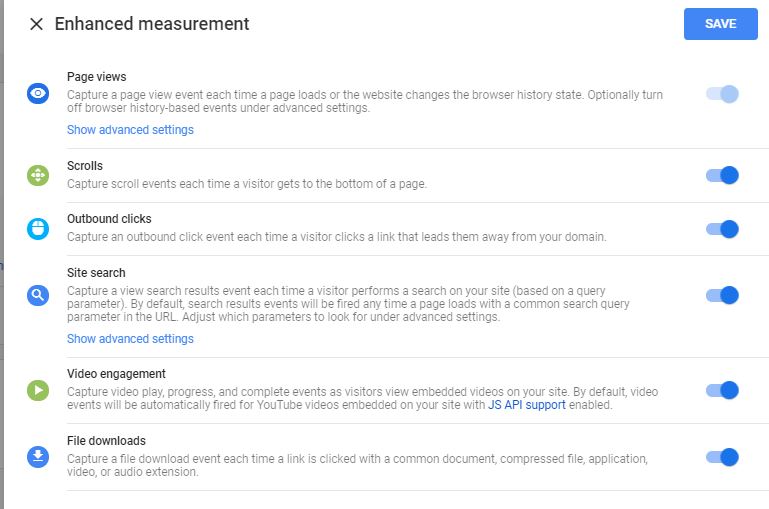 Enhanced measurement
SAVE
Page views
Capture a page view event each time a page loads or the website changes the browser history state. Optionally turn
off browser history-based events under advanced settings.
Show advanced settings
Scrolls
Capture scroll events each time a visitor gets to the bottom of a page.
Outbound clicks
Capture an outbound click event each time a visitor clicks a link that leads them away from your domain.
Site search
Capture a view search results event each time a visitor performs a search on your site (based on a query
parameter). By default, search results events will be fired any time a page loads with a common search query
parameter in the URL. Adjust which parameters to look for under advanced settings.
Show advanced settings
Video engagement
Capture video play, progress, and complete events as visitors view embedded videos on your site. By default, video
events will be automatically fired for YouTube videos embedded on your site with JS API support enabled.
File downloads
Capture a file download event each time a link is clicked with a common document, compressed file, application,
video, or audio extension.